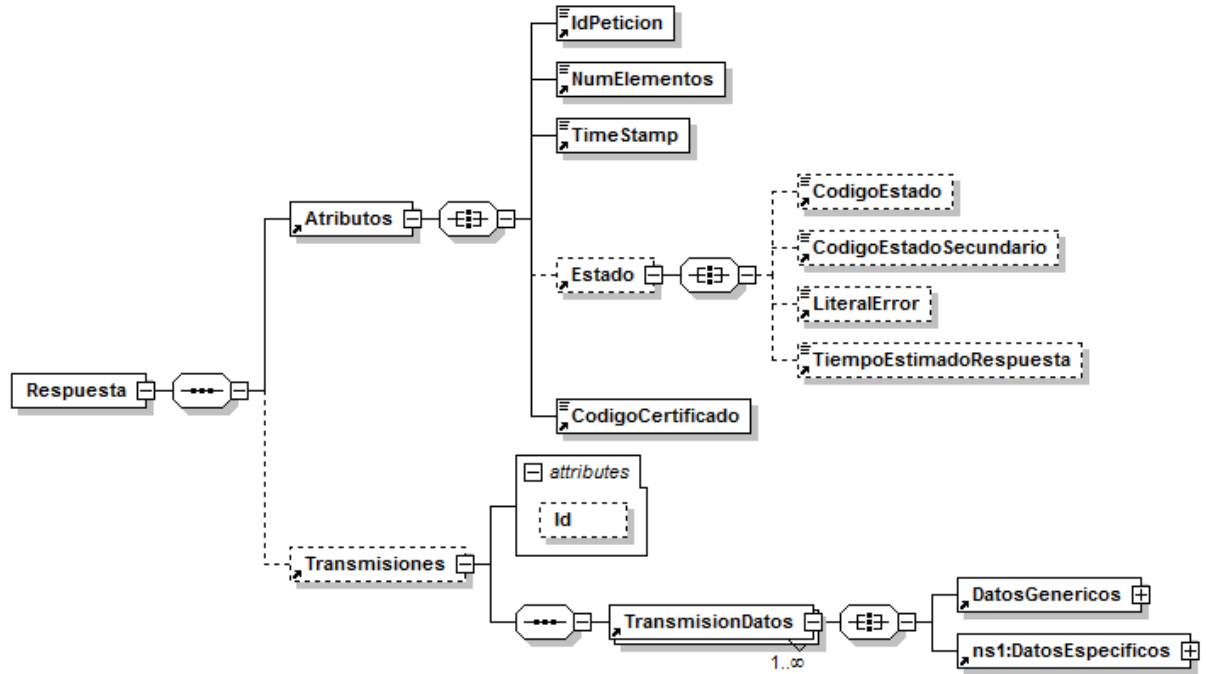 IdPeticion
NumElementos
TimeStamp
CodigoEstado
Atributos
CodigoEstadoSecundario
Estado
LiteralError
TiempoEstimadoRespuesta
Respuesta
CodigoCertificado
attributes
Id
Transmisiones
DatosGenericos
TransmisionDatos
ns1:DatosEspecificos
1..∞